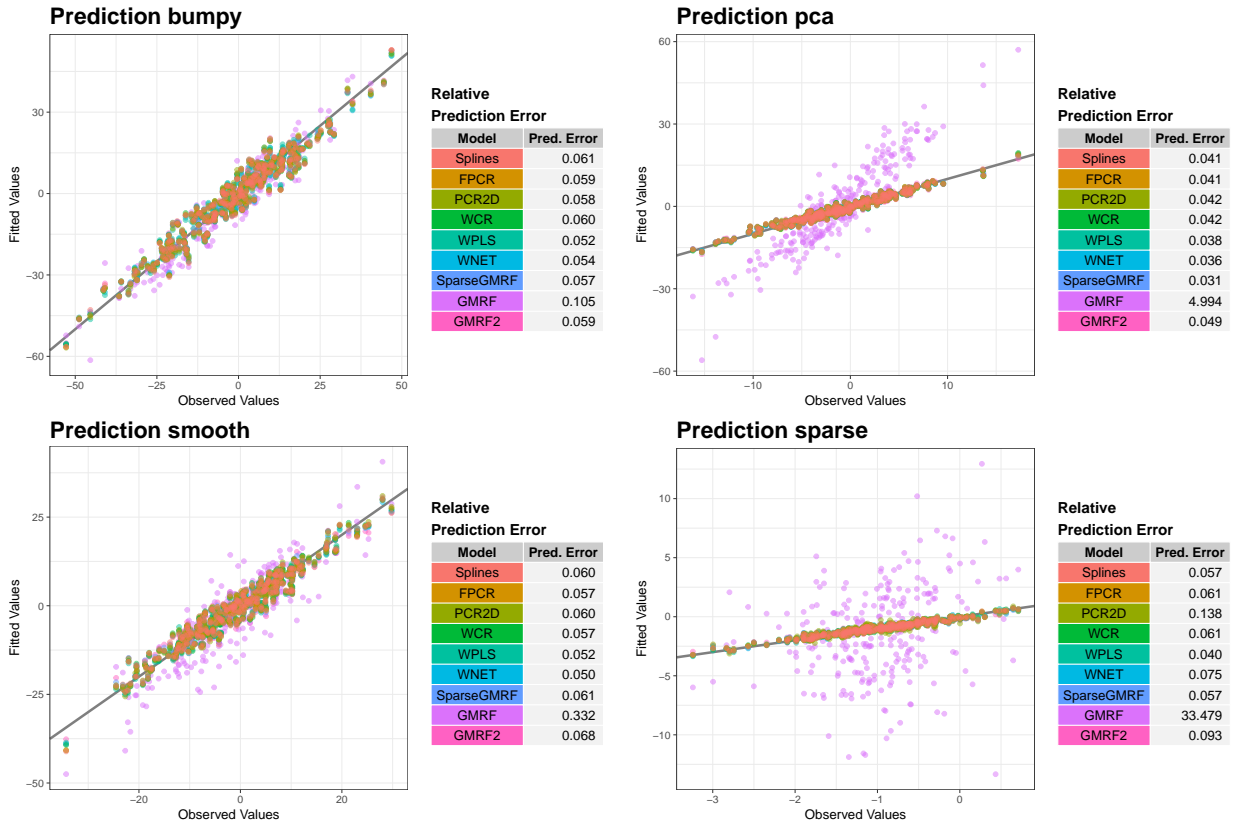 Prediction bumpy
Fitted Values
30
0
−30
−60
−50
−25
0
25
50
Observed Values
Relative
Prediction Error
Model Pred. Error
Splines 0.061
FPCR 0.059
PCR2D 0.058
WCR 0.060
WPLS 0.052
WNET 0.054
SparseGMRF 0.057
GMRF 0.105
GMRF2 0.059
Prediction pca
Fitted Values
60
30
0
−30
−60
−10
0
10
Observed Values
Relative
Prediction Error
Model Pred. Error
Splines 0.041
FPCR 0.041
PCR2D 0.042
WCR 0.042
WPLS 0.038
WNET 0.036
SparseGMRF 0.031
GMRF 4.994
GMRF2 0.049
Prediction smooth
Fitted Values
25
0
−25
−50
−20
0
20
Observed Values
Relative
Prediction Error
Model Pred. Error
Splines 0.060
FPCR 0.057
PCR2D 0.060
WCR 0.057
WPLS 0.052
WNET 0.050
SparseGMRF 0.061
GMRF 0.332
GMRF2 0.068
Prediction sparse
Fitted Values
10
5
0
−5
−10
−3
−2
−1
0
Observed Values
Relative
Prediction Error
Model Pred. Error
Splines 0.057
FPCR 0.061
PCR2D 0.138
WCR 0.061
WPLS 0.040
WNET 0.075
SparseGMRF 0.057
GMRF 33.479
GMRF2 0.093